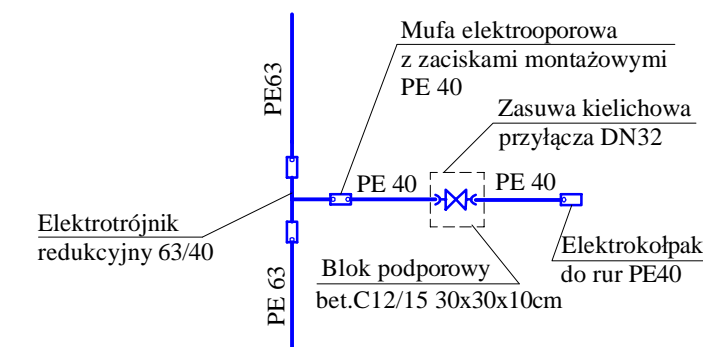 Mufa elektrooporowa
z zaciskami montażowymi
PE 40
PE63
Zasuwa kielichowa
przyłącza DN32
PE 40
PE 40
Elektrotrójnik
redukcyjny 63/40
Elektrokołpak
do rur PE40
Blok podporowy
bet.C12/15 30x30x10cm
PE 63